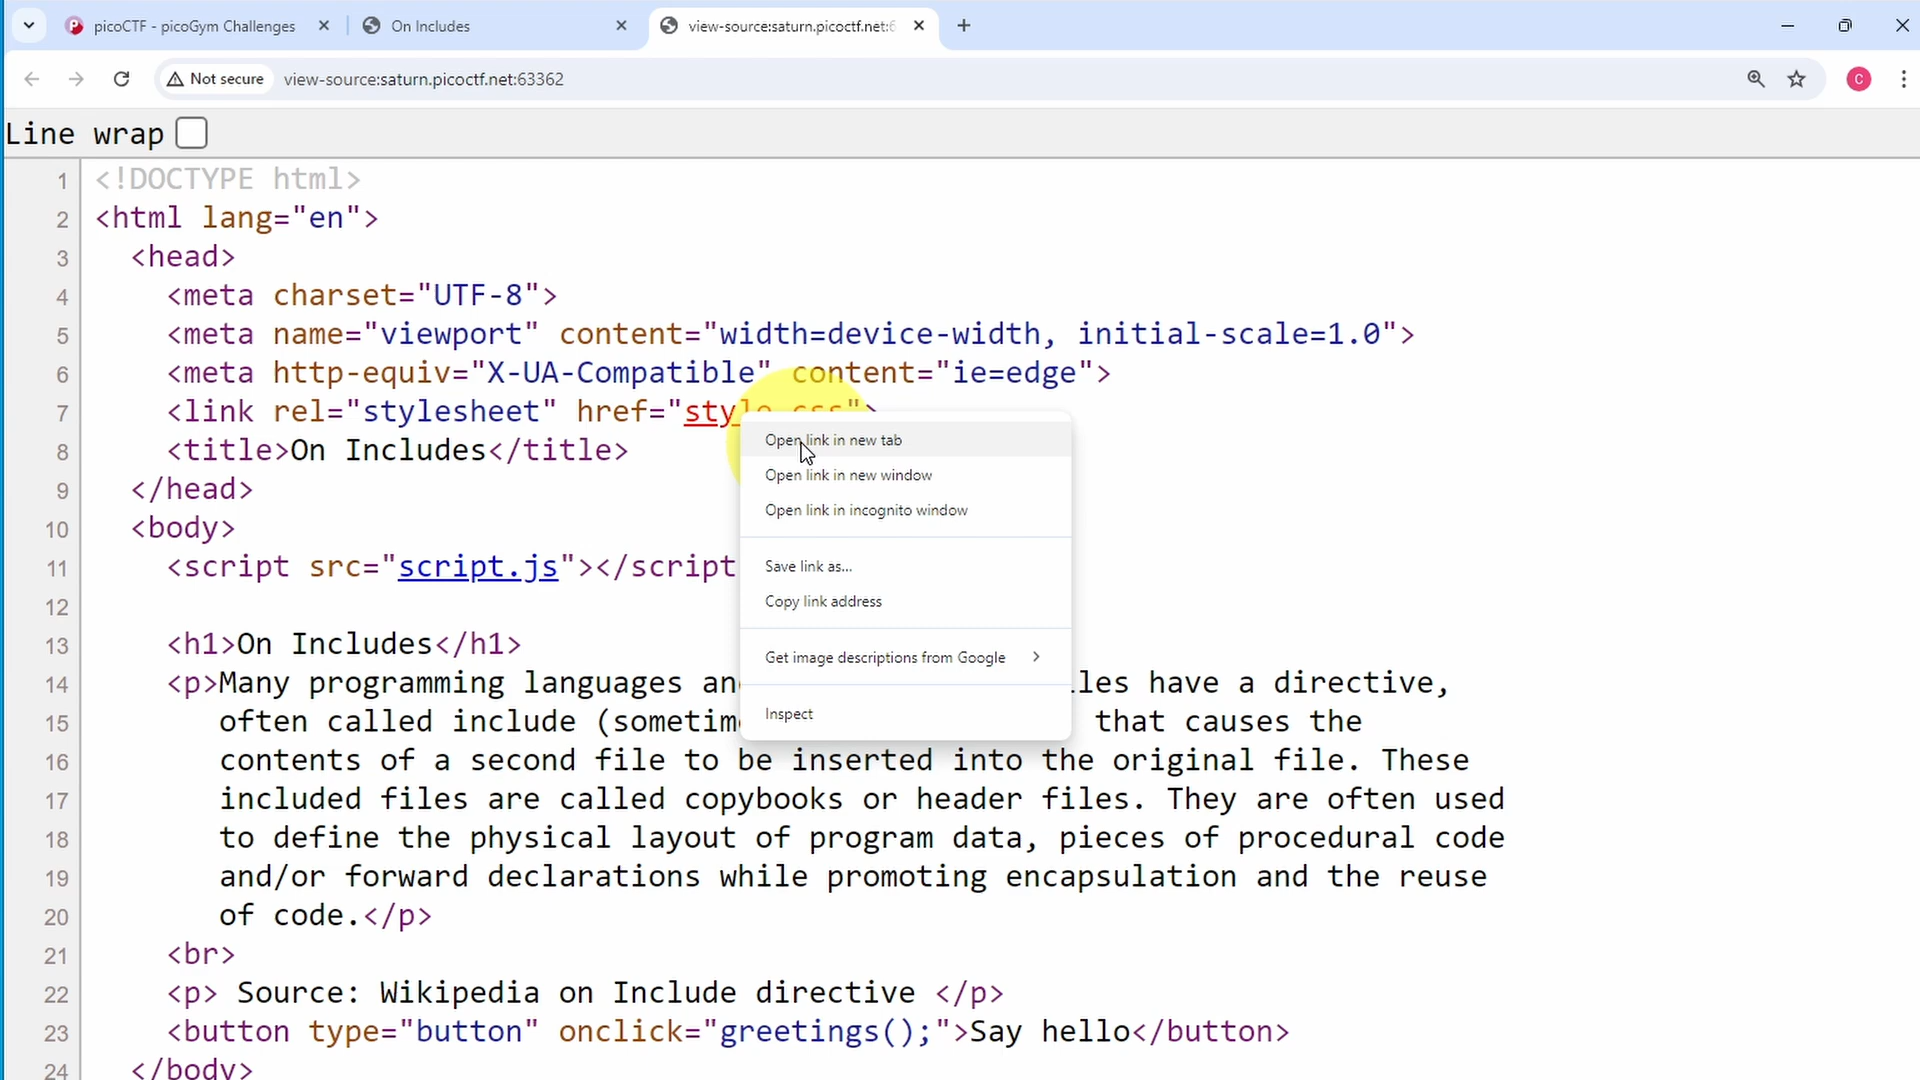 picoCTF - picoGym Challenges
On Includes
view-source:saturn.picoctf.net:6
Not secure
view-source:saturn.picoctf.net:63362
C
Line wrap
1 <!DOCTYPE html>
2 <html lang="en">
3 <head>
4 <meta charset="UTF-8">
5 <meta name="viewport" content="width=device-width, initial-scale=1.0">
6 <meta http-equiv="X-UA-Compatible" content="ie=edge">
7 <link rel="stylesheet" href="style.css">
8 <title>On Includes</title>
9 </head>
10 <body>
11 <script src="script.js"></script
12
13 <h1>On Includes</h1>
14 <p>Many programming languages an les have a directive,
15 often called include (sometim that causes the
16 contents of a second file to be inserted into the original file. These
17 included files are called copybooks or header files. They are often used
18 to define the physical layout of program data, pieces of procedural code
19 and/or forward declarations while promoting encapsulation and the reuse
20 of code.</p>
21 <br>
22 <p> Source: Wikipedia on Include directive </p>
23 <button type="button" onclick="greetings();">Say hello</button>
24 </body>
Open link in new tab
Open link in new window
Open link in incognito window
Save link as...
Copy link address
Get image descriptions from Google
Inspect